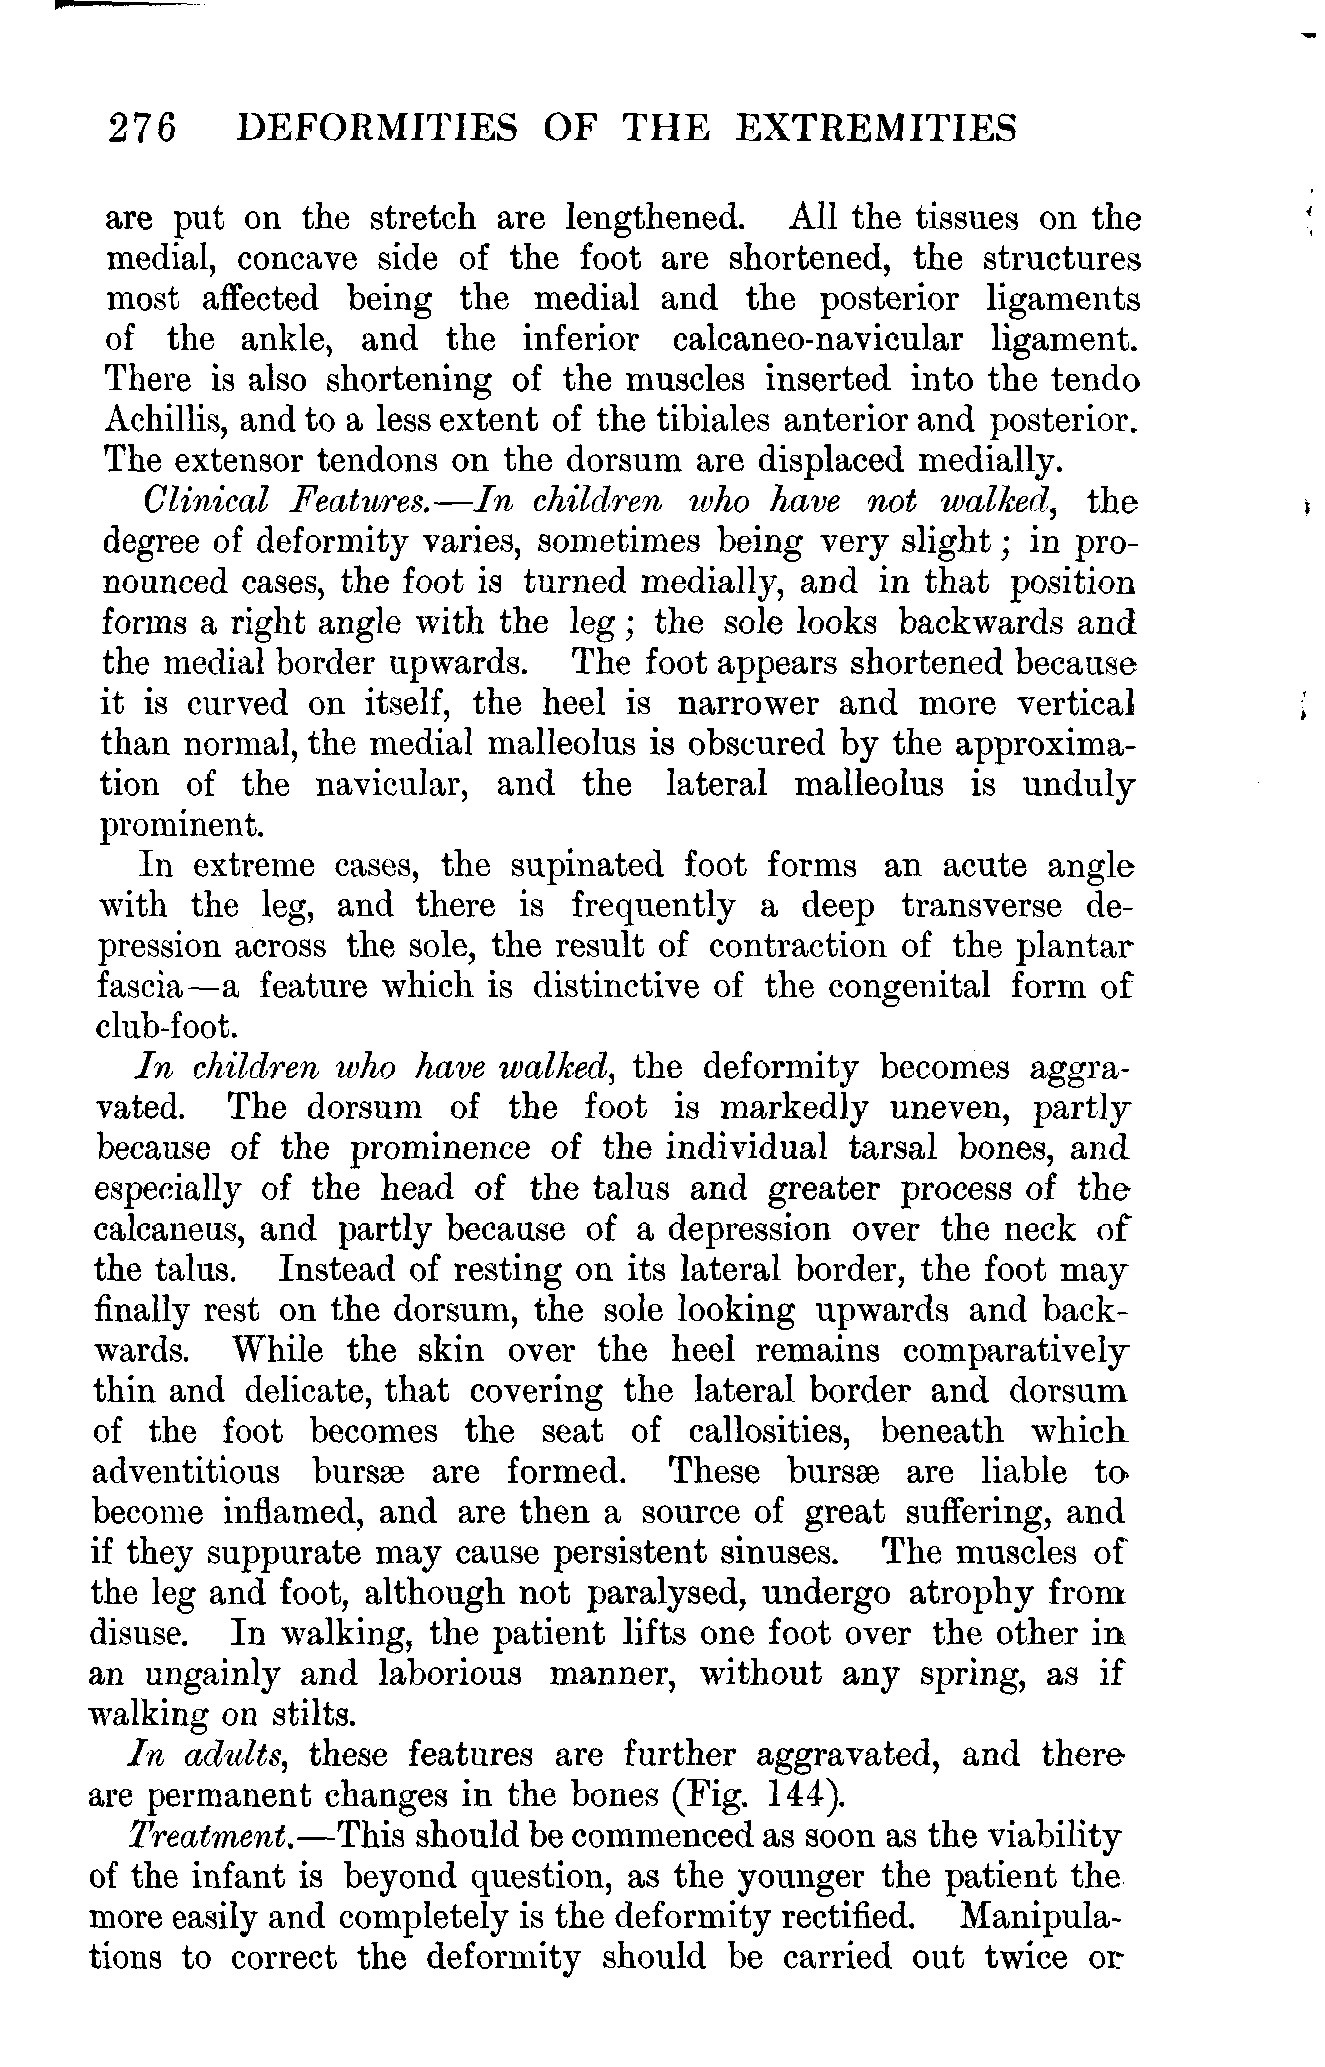 276 DEFORMITIES OF THE EXTREMITIES
are put on the stretch are lengthened. All the tissues on the
medial, concave side of the foot are shortened, the structures
most affected being the medial and the posterior ligaments
of the ankle, and the inferior calcaneo-navicular ligament.
There is also shortening of the muscles inserted into the tendo
Achillis, and to a less extent of the tibiales anterior and posterior.
The extensor tendons on the dorsum are displaced medially.
Clinical Features.—In children who have not walked, the
degree of deformity varies, sometimes being very slight; in pro-
nounced cases, the foot is turned medially, and in that position
forms a right angle with the leg; the sole looks backwards and
the medial border upwards. The foot appears shortened because
it is curved on itself, the heel is narrower and more vertical
than normal, the medial malleolus is obscured by the approxima-
tion of the navicular, and the lateral malleolus is unduly
prominent.
In extreme cases, the supinated foot forms an acute angle
with the leg, and there is frequently a deep transverse de-
pression across the sole, the result of contraction of the plantar
fascia—a feature which is distinctive of the congenital form of
club-foot.
In children who have walked, the deformity becomes aggra-
vated. The dorsum of the foot is markedly uneven, partly
because of the prominence of the individual tarsal bones, and
especially of the head of the talus and greater process of the
calcaneus, and partly because of a depression over the neck of
the talus. Instead of resting on its lateral border, the foot may
finally rest on the dorsum, the sole looking upwards and back-
wards. While the skin over the heel remains comparatively
thin and delicate, that covering the lateral border and dorsum
of the foot becomes the seat of callosities, beneath which
adventitious bursæ are formed. These bursæ are liable to
become inflamed, and are then a source of great suffering, and
if they suppurate may cause persistent sinuses. The muscles of
the leg and foot, although not paralysed, undergo atrophy from
disuse. In walking, the patient lifts one foot over the other in
an ungainly and laborious manner, without any spring, as if
walking on stilts.
In adults, these features are further aggravated, and there
are permanent changes in the bones (Fig. 144).
Treatment.—This should be commenced as soon as the viability
of the infant is beyond question, as the younger the patient the
more easily and completely is the deformity rectified. Manipula-
tions to correct the deformity should be carried out twice or